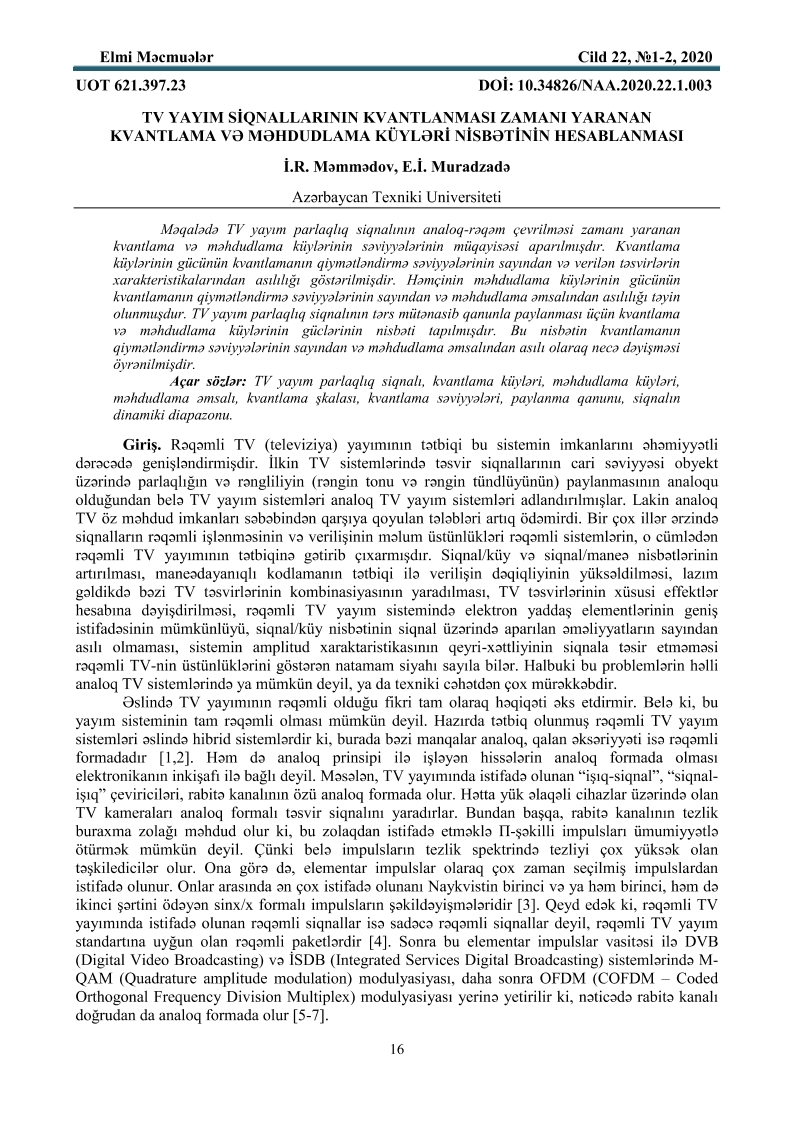 Elmi Məcmuələr Cild 22, №1-2, 2020
UOT 621.397.23 DOİ: 10.34826/NAA.2020.22.1.003
TV YAYIM SİQNALLARININ KVANTLANMASI ZAMANI YARANAN
KVANTLAMA VƏ MƏHDUDLAMA KÜYLƏRİ NİSBƏTİNİN HESABLANMASI
İ.R. Məmmədov, E.İ. Muradzadə
Azərbaycan Texniki Universiteti
Məqalədə TV yayım parlaqlıq siqnalının analoq-rəqəm çevrilməsi zamanı yaranan
kvantlama və məhdudlama küylərinin səviyyələrinin müqayisəsi aparılmışdır. Kvantlama
küylərinin gücünün kvantlamanın qiymətləndirmə səviyyələrinin sayından və verilən təsvirlərin
xarakteristikalarından asılılığı göstərilmişdir. Həmçinin məhdudlama küylərinin gücünün
kvantlamanın qiymətləndirmə səviyyələrinin sayından və məhdudlama əmsalından asılılığı təyin
olunmuşdur. TV yayım parlaqlıq siqnalının tərs mütənasib qanunla paylanması üçün kvantlama
və məhdudlama küylərinin güclərinin nisbəti tapılmışdır. Bu nisbətin kvantlamanın
qiymətləndirmə səviyyələrinin sayından və məhdudlama əmsalından asılı olaraq necə dəyişməsi
öyrənilmişdir.
Açar sözlər: TV yayım parlaqlıq siqnalı, kvantlama küyləri, məhdudlama küyləri,
məhdudlama əmsalı, kvantlama şkalası, kvantlama səviyyələri, paylanma qanunu, siqnalın
dinamiki diapazonu.
Giriş. Rəqəmli TV (televiziya) yayımının tətbiqi bu sistemin imkanlarını əhəmiyyətli
dərəcədə genişləndirmişdir. İlkin TV sistemlərində təsvir siqnallarının cari səviyyəsi obyekt
üzərində parlaqlığın və rəngliliyin (rəngin tonu və rəngin tündlüyünün) paylanmasının analoqu
olduğundan belə TV yayım sistemləri analoq TV yayım sistemləri adlandırılmışlar. Lakin analoq
TV öz məhdud imkanları səbəbindən qarşıya qoyulan tələbləri artıq ödəmirdi. Bir çox illər ərzində
siqnalların rəqəmli işlənməsinin və verilişinin məlum üstünlükləri rəqəmli sistemlərin, o cümlədən
rəqəmli TV yayımının tətbiqinə gətirib çıxarmışdır. Siqnal/küy və siqnal/maneə nisbətlərinin
artırılması, maneədayanıqlı kodlamanın tətbiqi ilə verilişin dəqiqliyinin yüksəldilməsi, lazım
gəldikdə bəzi TV təsvirlərinin kombinasiyasının yaradılması, TV təsvirlərinin xüsusi effektlər
hesabına dəyişdirilməsi, rəqəmli TV yayım sistemində elektron yaddaş elementlərinin geniş
istifadəsinin mümkünlüyü, siqnal/küy nisbətinin siqnal üzərində aparılan əməliyyatların sayından
asılı olmaması, sistemin amplitud xaraktaristikasının qeyri-xəttliyinin siqnala təsir etməməsi
rəqəmli TV-nin üstünlüklərini göstərən natamam siyahı sayıla bilər. Halbuki bu problemlərin həlli
analoq TV sistemlərində ya mümkün deyil, ya da texniki cəhətdən çox mürəkkəbdir.
Əslində TV yayımının rəqəmli olduğu fikri tam olaraq həqiqəti əks etdirmir. Belə ki, bu
yayım sisteminin tam rəqəmli olması mümkün deyil. Hazırda tətbiq olunmuş rəqəmli TV yayım
sistemləri əslində hibrid sistemlərdir ki, burada bəzi manqalar analoq, qalan əksəriyyəti isə rəqəmli
formadadır [1,2]. Həm də analoq prinsipi ilə işləyən hissələrin analoq formada olması
elektronikanın inkişafı ilə bağlı deyil. Məsələn, TV yayımında istifadə olunan “işıq-siqnal”, “siqnal-
işıq” çeviriciləri, rabitə kanalının özü analoq formada olur. Hətta yük əlaqəli cihazlar üzərində olan
TV kameraları analoq formalı təsvir siqnalını yaradırlar. Bundan başqa, rabitə kanalının tezlik
buraxma zolağı məhdud olur ki, bu zolaqdan istifadə etməklə П-şəkilli impulsları ümumiyyətlə
ötürmək mümkün deyil. Çünki belə impulsların tezlik spektrində tezliyi çox yüksək olan
təşkiledicilər olur. Ona görə də, elementar impulslar olaraq çox zaman seçilmiş impulslardan
istifadə olunur. Onlar arasında ən çox istifadə olunanı Naykvistin birinci və ya həm birinci, həm də
ikinci şərtini ödəyən sinx/x formalı impulsların şəkildəyişmələridir [3]. Qeyd edək ki, rəqəmli TV
yayımında istifadə olunan rəqəmli siqnallar isə sadəcə rəqəmli siqnallar deyil, rəqəmli TV yayım
standartına uyğun olan rəqəmli paketlərdir [4]. Sonra bu elementar impulslar vasitəsi ilə DVB
(Digital Video Broadcasting) və İSDB (Integrated Services Digital Broadcasting) sistemlərində M-
QAM (Quadrature amplitude modulation) modulyasiyası, daha sonra OFDM (COFDM – Coded
Orthogonal Frequency Division Multiplex) modulyasiyası yerinə yetirilir ki, nəticədə rabitə kanalı
doğrudan da analoq formada olur [5-7].
16